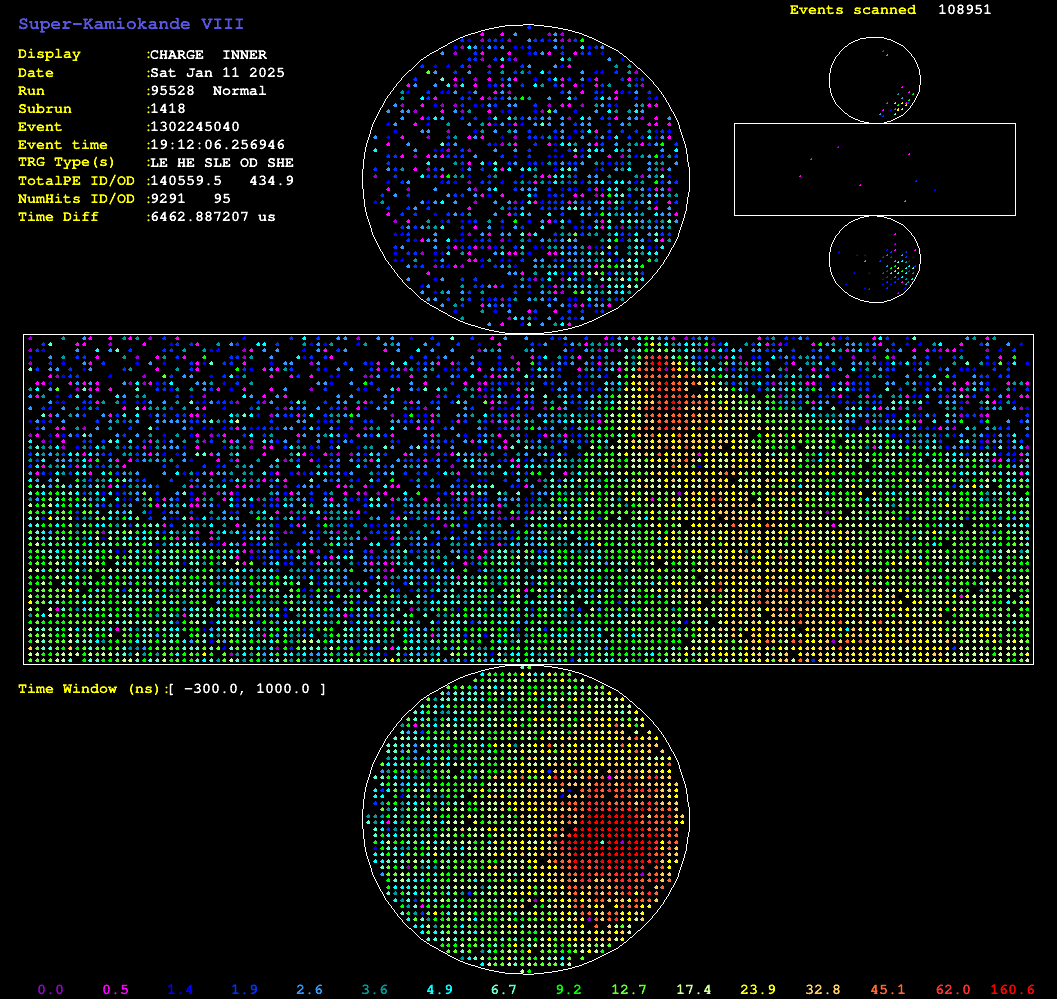 Super-Kamiokande VIII
Events scanned 108951
Display :CHARGE INNER
Date :Sat Jan 11 2025
Run :95528 Normal
Subrun :1418
Event :1302245040
Event time :19:12:06.256946
TRG Type(s) :LE HE SLE OD SHE
TotalPE ID/OD :140559.5 434.9
NumHits ID/OD :9291 95
Time Diff :6462.887207 us
Time Window (ns):[ -300.0, 1000.0 ]
0.0 0.5 1.4 1.9 2.6 3.6 4.9 6.7 9.2 12.7 17.4 23.9 32.8 45.1 62.0 160.6